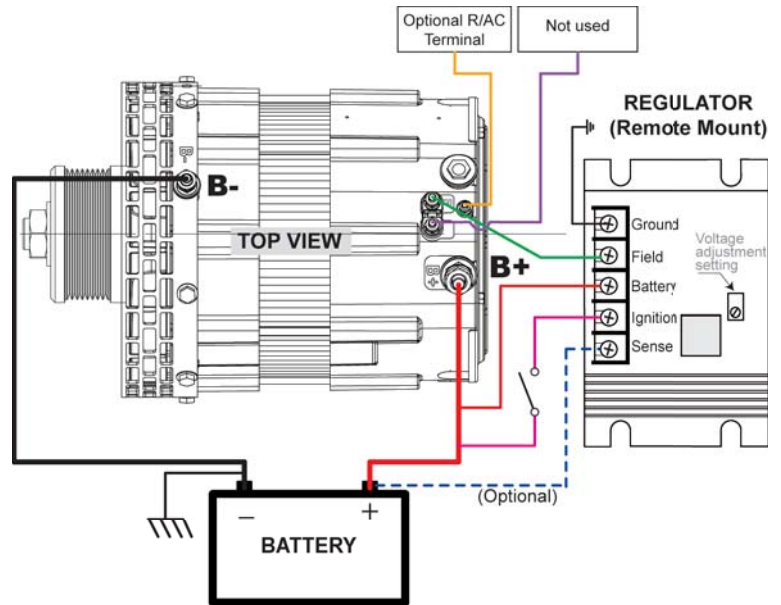 Optional R/AC
Terminal
Not used
REGULATOR
(Remote Mount)
B-
TOP VIEW
B+
Ground
Field
Battery
Ignition
Sense
Voltage
adjustment
setting
(Optional)
− +
BATTERY